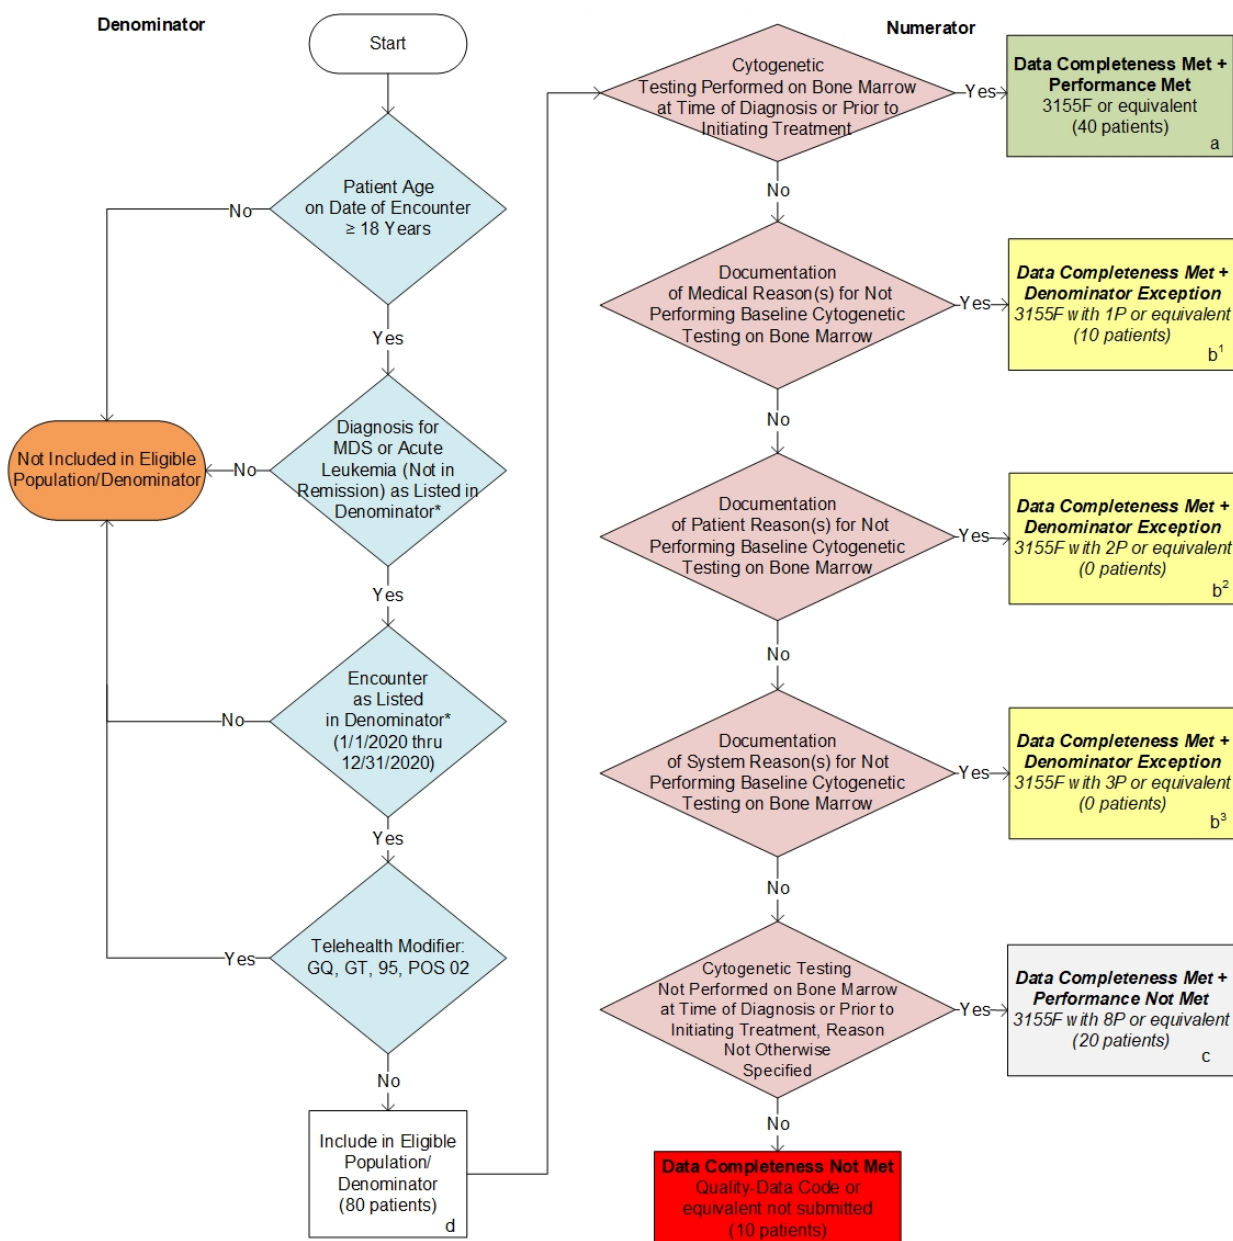 Denominator
Start
Patient Age
on Date of Encounter
≥ 18 Years
No
Yes
Diagnosis for
MDS or Acute
Leukemia (Not in
Remission) as Listed in
Denominator*
No
Not Included in Eligible
Population/Denominator
Yes
Encounter
as Listed
in Denominator*
(1/1/2020 thru
12/31/2020)
No
Yes
Telehealth Modifier:
GQ, GT, 95, POS 02
Yes
No
Include in Eligible
Population/
Denominator
(80 patients)
d
Numerator
Cytogenetic
Testing Performed on Bone Marrow
at Time of Diagnosis or Prior to
Initiating Treatment
Yes
Data Completeness Met +
Performance Met
3155F or equivalent
(40 patients)
a
No
Documentation
of Medical Reason(s) for Not
Performing Baseline Cytogenetic
Testing on Bone Marrow
Yes
Data Completeness Met +
Denominator Exception
3155F with 1P or equivalent
(10 patients)
b¹
No
Documentation
of Patient Reason(s) for Not
Performing Baseline Cytogenetic
Testing on Bone Marrow
Yes
Data Completeness Met +
Denominator Exception
3155F with 2P or equivalent
(0 patients)
b²
No
Documentation
of System Reason(s) for Not
Performing Baseline Cytogenetic
Testing on Bone Marrow
Yes
Data Completeness Met +
Denominator Exception
3155F with 3P or equivalent
(0 patients)
b³
No
Cytogenetic Testing
Not Performed on Bone Marrow
at Time of Diagnosis or Prior to
Initiating Treatment, Reason
Not Otherwise
Specified
Yes
Data Completeness Met +
Performance Not Met
3155F with 8P or equivalent
(20 patients)
c
No
Data Completeness Not Met
Quality-Data Code or
equivalent not submitted
(10 patients)